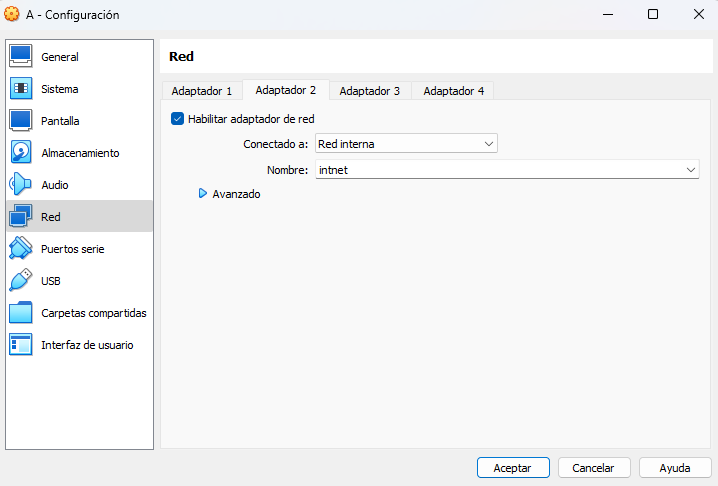 A - Configuración
General
Sistema
Pantalla
Almacenamiento
Audio
Red
Puertos serie
USB
Carpetas compartidas
Interfaz de usuario
Red
Adaptador 1 Adaptador 2 Adaptador 3 Adaptador 4
Habilitar adaptador de red
Conectado a: Red interna
Nombre: intnet
Avanzado
Aceptar Cancelar Ayuda